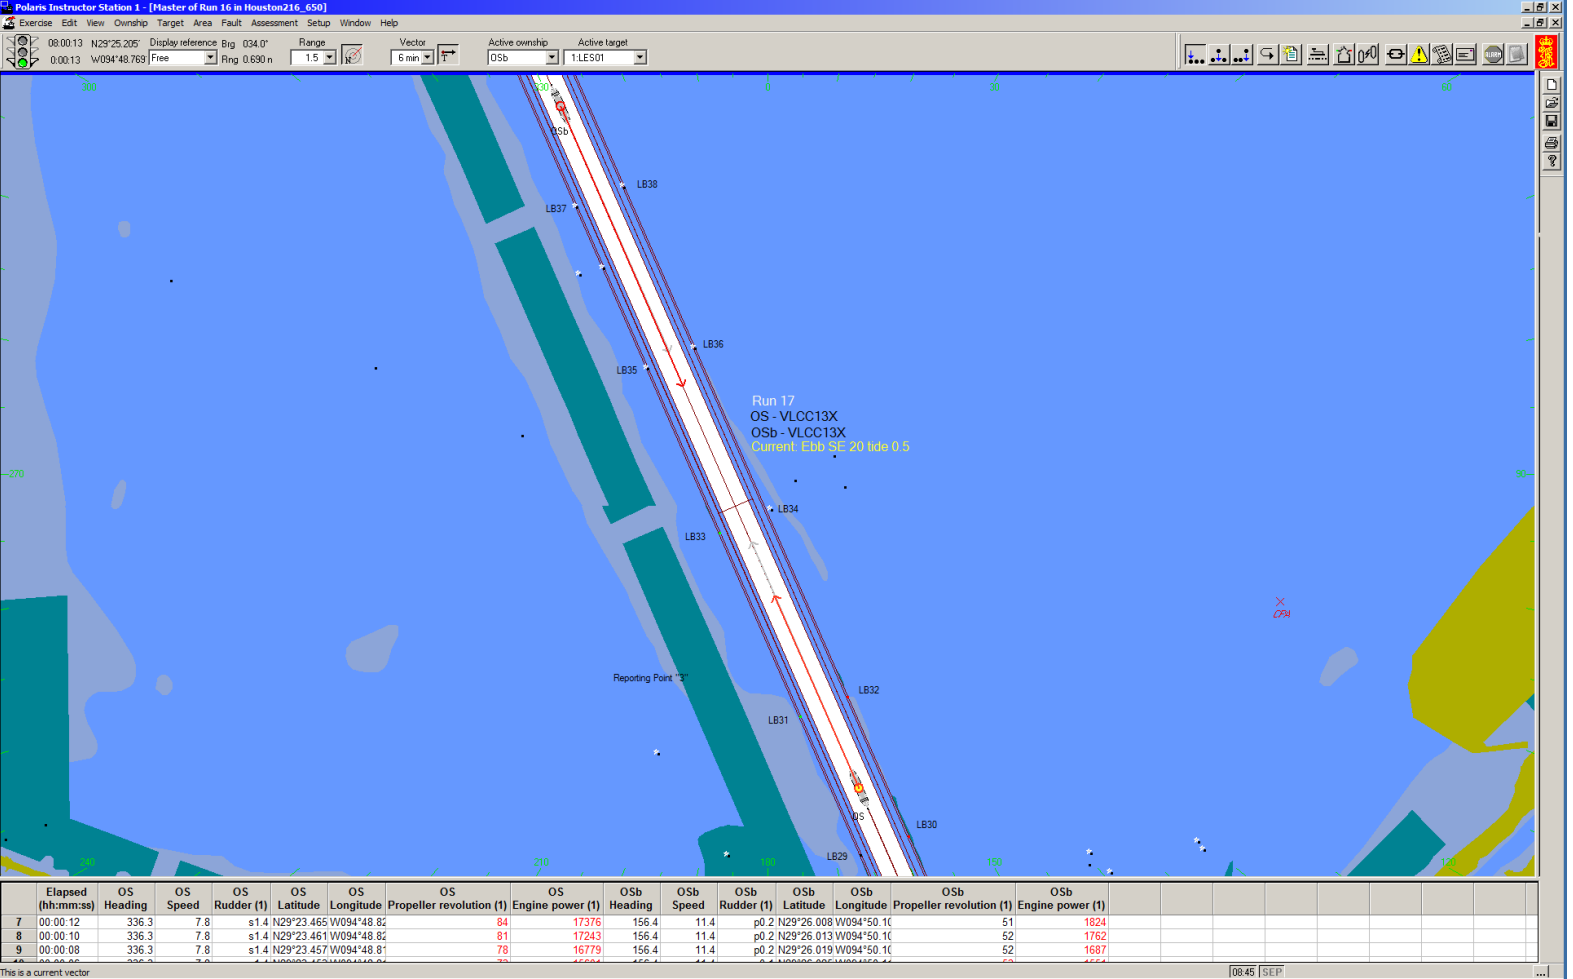 Polaris Instructor Station 1 - [Master of Run 16 in Houston216_650]
Exercise Edit View Ownship Target Area Fault Assessment Setup Window Help
08:00:13 N29°25.205' Display reference Brg 034.0° Range Vector Active ownship Active target
0:00:13 W094°48.769' Free Rng 0.690 n 1.5 6 min OSb 1:LES01
300 330 0 30 60
OSb
LB38
LB37
LB36
LB35
Run 17
OS - VLCC13X
OSb - VLCC13X
Current: Ebb SE 20 tide 0.5
270 90
LB34
LB33
Reporting Point "3"
LB32
LB31
OS
LB30
LB29
240 210 180 150 120
Elapsed OS OS OS OS OS OS OS OSb OSb OSb OSb OSb OSb OSb
(hh:mm:ss) Heading Speed Rudder (1) Latitude Longitude Propeller revolution (1) Engine power (1) Heading Speed Rudder (1) Latitude Longitude Propeller revolution (1) Engine power (1)
7 00:00:12 336.3 7.8 s1.4 N29°23.465 W094°48.82 84 17376 156.4 11.4 p0.2 N29°26.008 W094°50.10 51 1824
8 00:00:10 336.3 7.8 s1.4 N29°23.461 W094°48.82 81 17243 156.4 11.4 p0.2 N29°26.013 W094°50.10 52 1762
9 00:00:08 336.3 7.8 s1.4 N29°23.457 W094°48.81 78 16779 156.4 11.4 p0.2 N29°26.019 W094°50.10 52 1687
This is a current vector 08:45 SEP